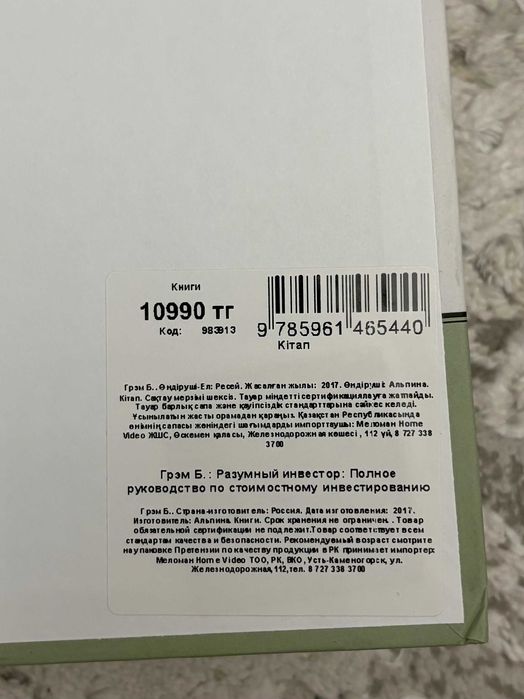 Книги
10990 тг
Код: 983913
9 785961 465440
Кітап
Грэм Б.. Өндіруші-Ел: Ресей. Жасалған жылы: 2017. Өндіруші: Альпина.
Кітап. Сақтау мерзімі шексіз. Тауар міндетті сертификациялауға жатпайды.
Тауар барлық сапа және қауіпсіздік стандарттарына сәйкес келеді.
Ұсынылатын жасты орамадан қараңыз. Қазақстан Республикасында
өнімнің сапасы жөніндегі шағымдарды импорттаушы: Меломан Home
Video ЖШС, Өскемен қаласы, Железнодорожная көшесі , 112 үй, 8 727 338
3700
Грэм Б. : Разумный инвестор: Полное
руководство по стоимостному инвестированию
Грэм Б.. Страна-изготовитель: Россия. Дата изготовления: 2017.
Изготовитель: Альпина. Книги. Срок хранения не ограничен. . Товар
обязательной сертификации не подлежит.Товар соответствует всем
стандартам качества и безопасности. Рекомендуемый возраст смотрите
на упаковке Претензии по качеству продукции в РК принимает импортер:
Меломан Home Video ТОО, РК, ВКО, Усть-Каменогорск, ул.
Железнодорожная,112,тел. 8 727 338 3700